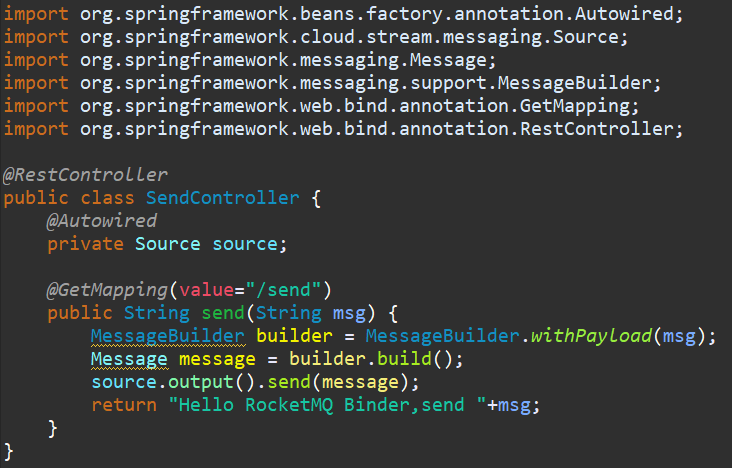 import org.springframework.beans.factory.annotation.Autowired;
import org.springframework.cloud.stream.messaging.Source;
import org.springframework.messaging.Message;
import org.springframework.messaging.support.MessageBuilder;
import org.springframework.web.bind.annotation.GetMapping;
import org.springframework.web.bind.annotation.RestController;

@RestController
public class SendController {
    @Autowired
    private Source source;

    @GetMapping(value="/send")
    public String send(String msg) {
        MessageBuilder builder = MessageBuilder.withPayload(msg);
        Message message = builder.build();
        source.output().send(message);
        return "Hello RocketMQ Binder,send "+msg;
    }
}